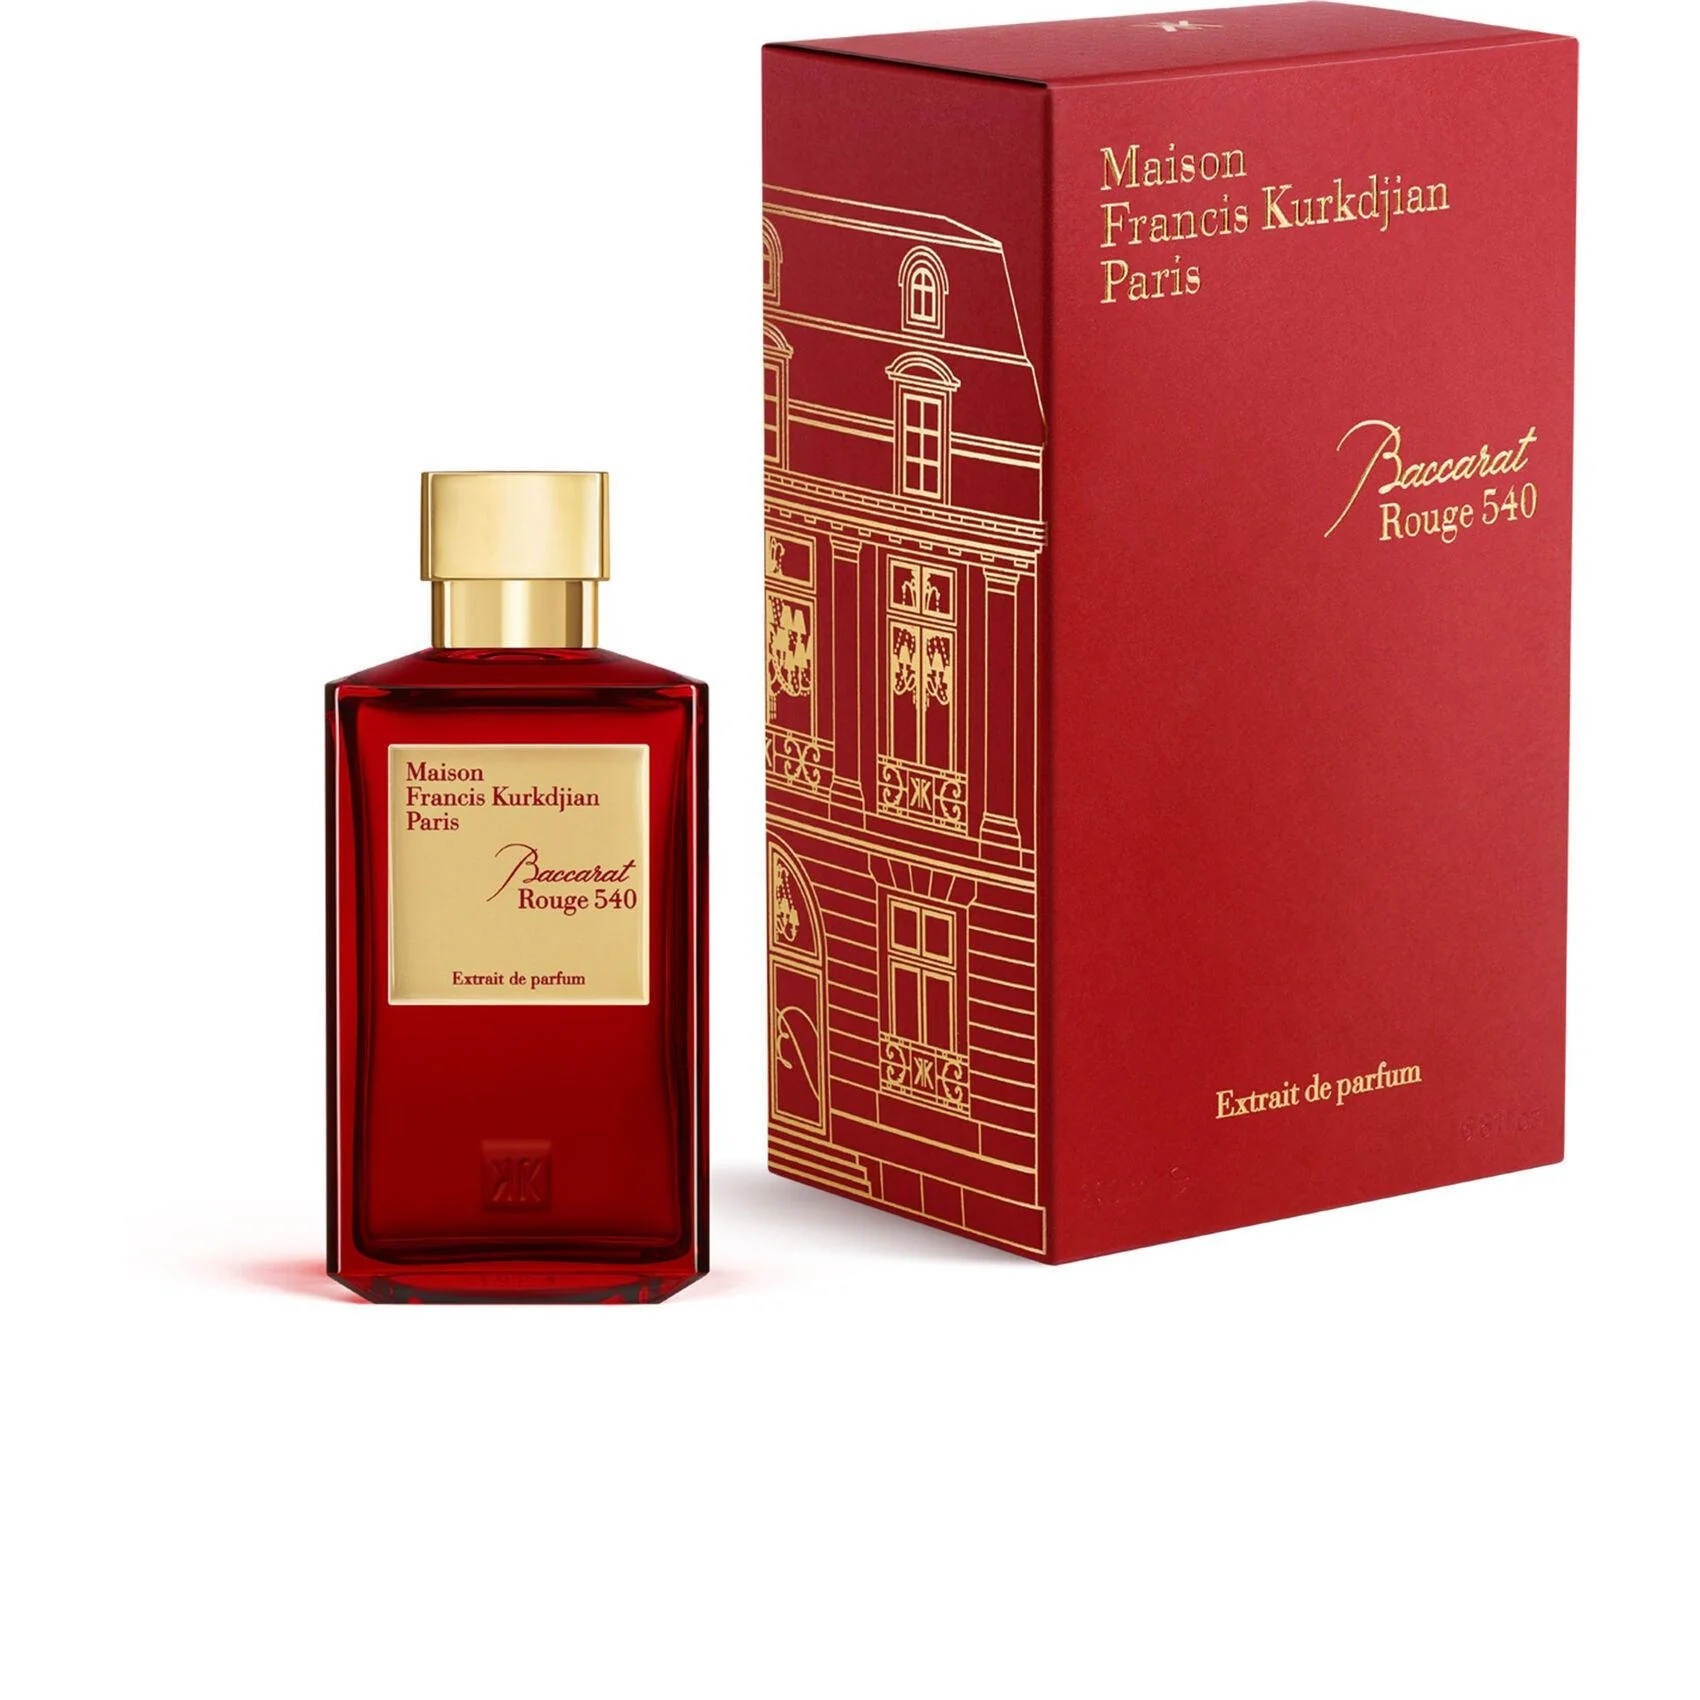 Maison
Francis Kurkdjian
Paris
Baccarat
Rouge 540
Extrait de parfum
Maison
Francis Kurkdjian
Paris
Baccarat
Rouge 540
Extrait de parfum